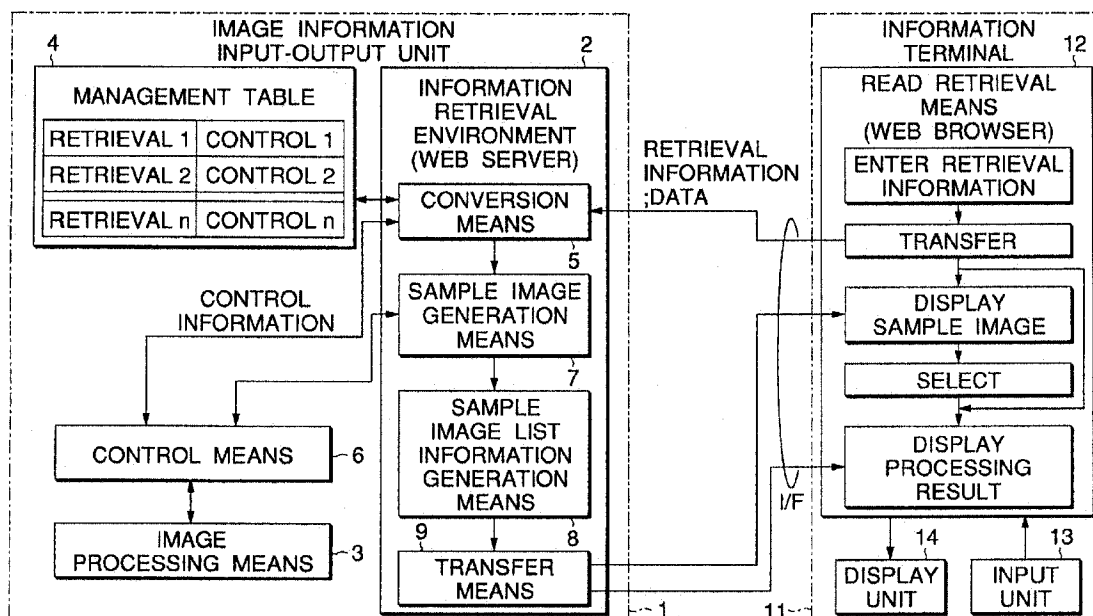 IMAGE INFORMATION
INPUT-OUTPUT UNIT
4
MANAGEMENT TABLE
RETRIEVAL 1 CONTROL 1
RETRIEVAL 2 CONTROL 2
RETRIEVAL n CONTROL n
2
INFORMATION
RETRIEVAL
ENVIRONMENT
(WEB SERVER)
CONVERSION
MEANS
5
SAMPLE IMAGE
GENERATION
MEANS
7
SAMPLE
IMAGE LIST
INFORMATION
GENERATION
MEANS
8
9
TRANSFER
MEANS
CONTROL
INFORMATION
CONTROL MEANS
6
IMAGE
PROCESSING MEANS
3
1
RETRIEVAL
INFORMATION
;DATA
I/F
INFORMATION
TERMINAL
12
READ RETRIEVAL
MEANS
(WEB BROWSER)
ENTER RETRIEVAL
INFORMATION
TRANSFER
DISPLAY
SAMPLE IMAGE
SELECT
DISPLAY
PROCESSING
RESULT
14
DISPLAY
UNIT
13
INPUT
UNIT
11